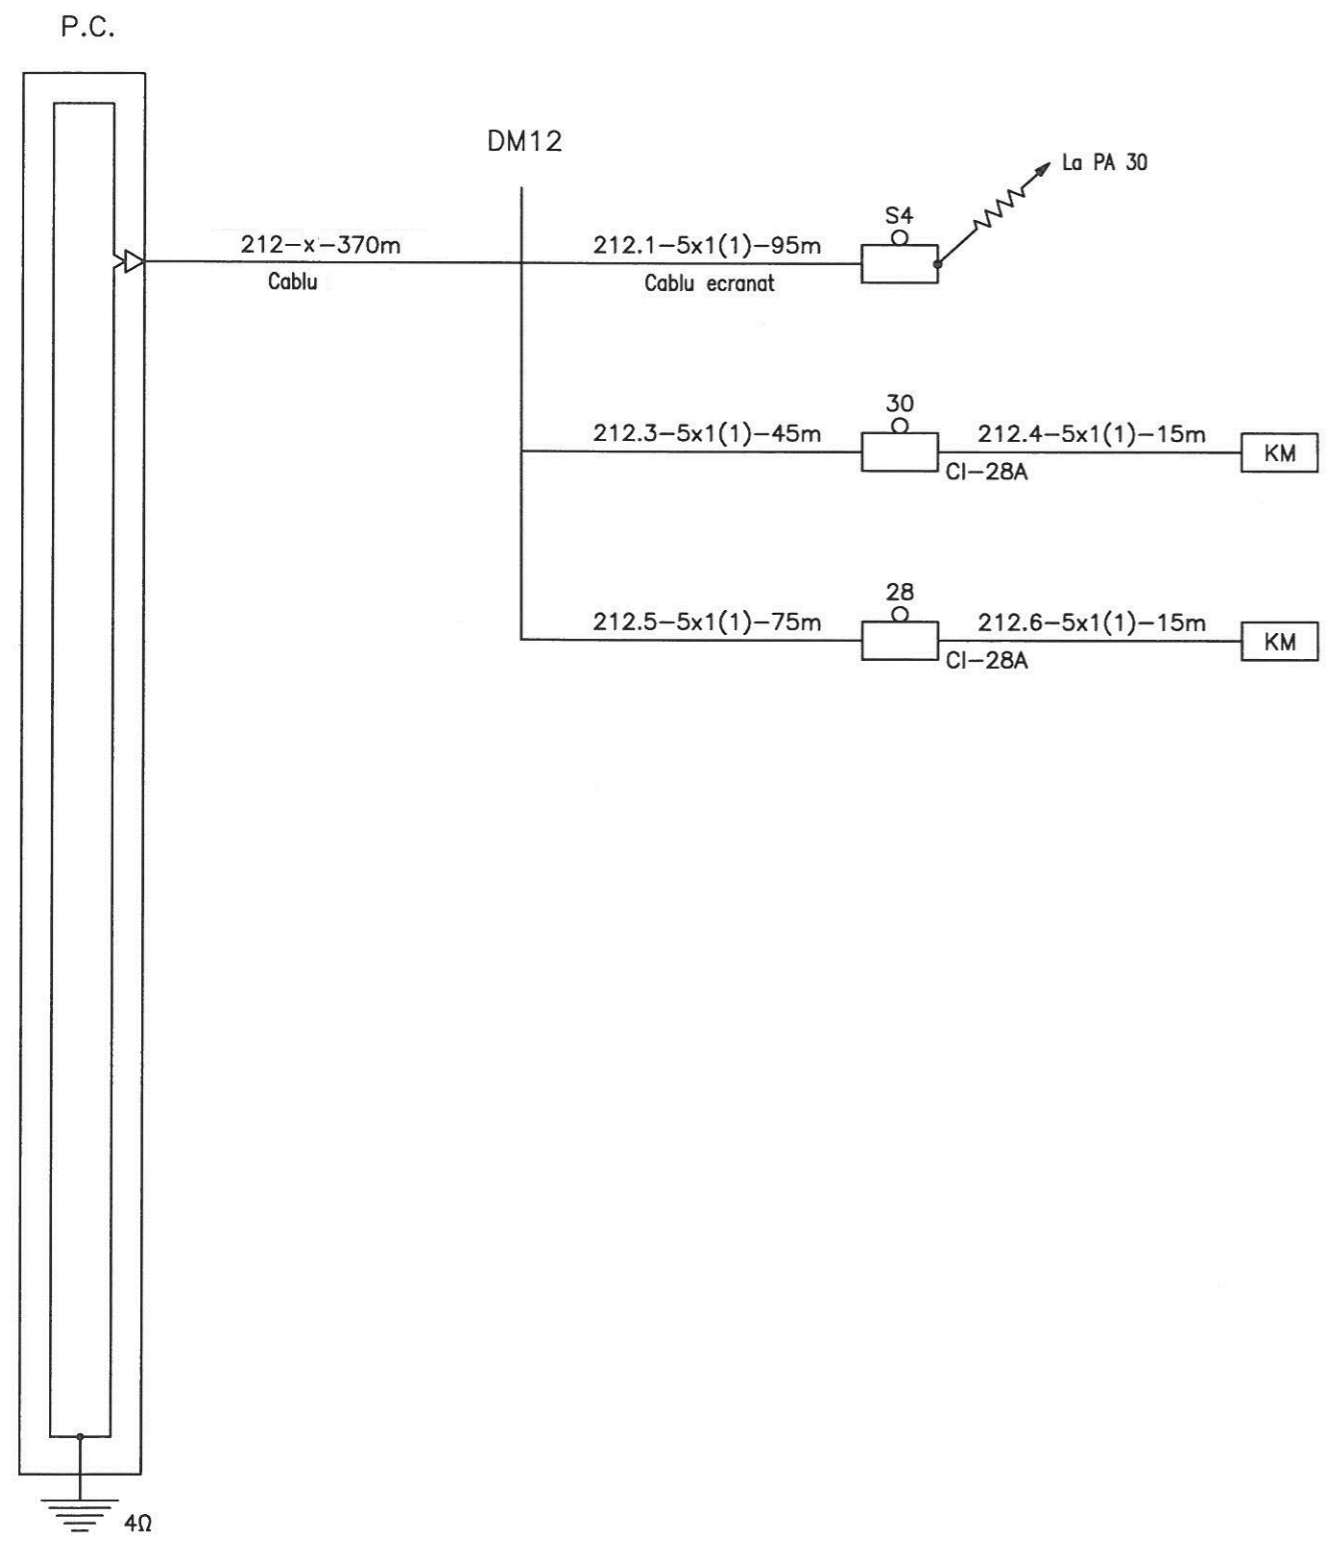 P.C.
DM12
La PA 30
S4
212-x-370m
212.1-5x1(1)-95m
Cablu
Cablu ecranat
30
212.3-5x1(1)-45m
212.4-5x1(1)-15m
KM
CI-28A
28
212.5-5x1(1)-75m
212.6-5x1(1)-15m
KM
CI-28A
4Ω